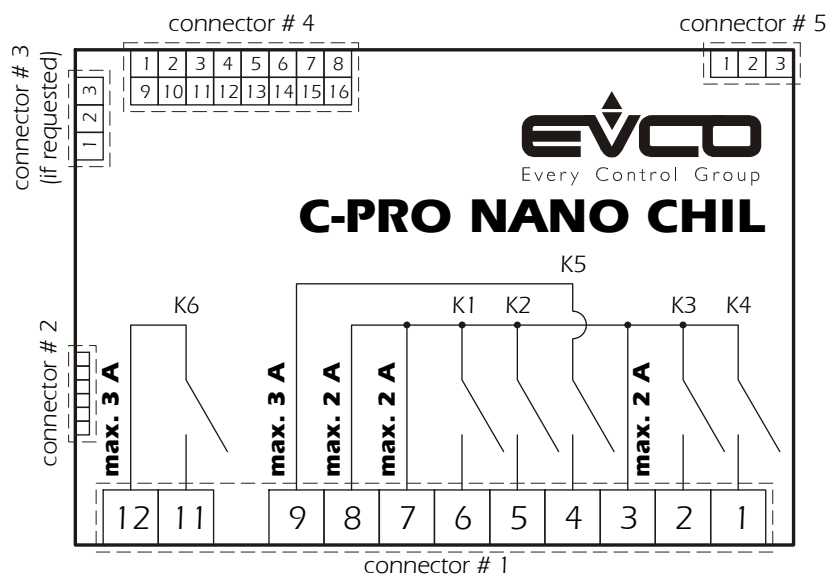 connector # 4
connector # 5
1 2 3 4 5 6 7 8
9 10 11 12 13 14 15 16
1 2 3
connector # 3
(if requested)
3
2
1
EVCO
Every Control Group
C-PRO NANO CHIL
K5
K6
K1
K2
K3
K4
connector # 2
max. 3 A
max. 3 A
max. 2 A
max. 2 A
max. 2 A
12 11 9 8 7 6 5 4 3 2 1
connector # 1